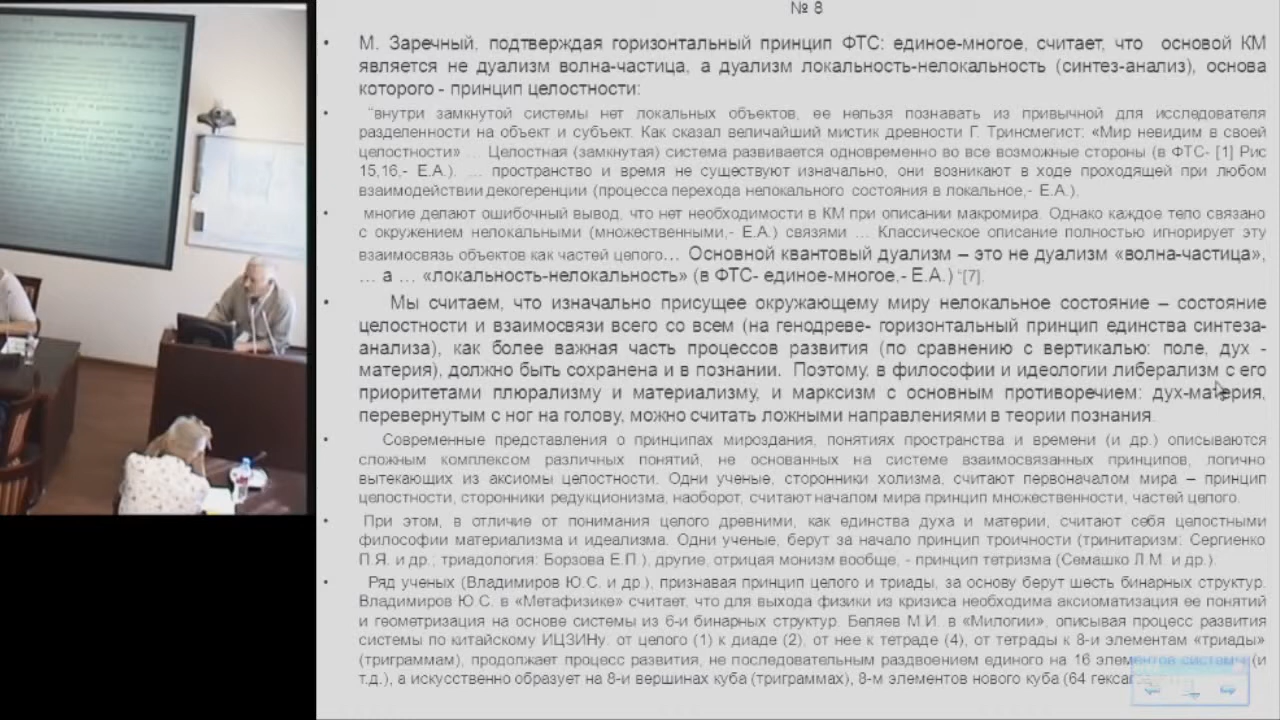 № 8
• М. Заречный, подтверждая горизонтальный принцип ФТС: единое-многое, считает, что основой КМ
является не дуализм волна-частица, а дуализм локальность-нелокальность (синтез-анализ), основа
которого - принцип целостности:
• “внутри замкнутой системы нет локальных объектов, ее нельзя познавать из привычной для исследователя
разделенности на объект и субъект. Как сказал величайший мистик древности Г. Тринсмегист: «Мир невидим в своей
целостности» ... Целостная (замкнутая) система развивается одновременно во все возможные стороны (в ФТС- [1] Рис
15,16,- Е.А.). ... пространство и время не существуют изначально, они возникают в ходе проходящей при любом
взаимодействии декогеренции (процесса перехода нелокального состояния в локальное,- Е.А.).
• многие делают ошибочный вывод, что нет необходимости в КМ при описании макромира. Однако каждое тело связано
с окружением нелокальными (множественными,- Е.А.) связями ... Классическое описание полностью игнорирует эту
взаимосвязь объектов как частей целого... Основной квантовый дуализм – это не дуализм «волна-частица»,
... а ... «локальность-нелокальность» (в ФТС- единое-многое,- Е.А.) “[7].
• Мы считаем, что изначально присущее окружающему миру нелокальное состояние – состояние
целостности и взаимосвязи всего со всем (на генодреве- горизонтальный принцип единства синтеза-
анализа), как более важная часть процессов развития (по сравнению с вертикалью: поле, дух -
материя), должно быть сохранена и в познании. Поэтому, в философии и идеологии либерализм с его
приоритетами плюрализму и материализму, и марксизм с основным противоречием: дух-материя,
перевернутым с ног на голову, можно считать ложными направлениями в теории познания.
• Современные представления о принципах мироздания, понятиях пространства и времени (и др.) описываются
сложным комплексом различных понятий, не основанных на системе взаимосвязанных принципов, логично
вытекающих из аксиомы целостности. Одни ученые, сторонники холизма, считают первоначалом мира – принцип
целостности, сторонники редукционизма, наоборот, считают началом мира принцип множественности, частей целого.
• При этом, в отличие от понимания целого древними, как единства духа и материи, считают себя целостными
философии материализма и идеализма. Одни ученые, берут за начало принцип троичности (тринитаризм: Сергиенко
П.Я. и др., триадология: Борзова Е.П.), другие, отрицая монизм вообще, - принцип тетризма (Семашко Л.М. и др.).
• Ряд ученых (Владимиров Ю.С. и др.), признавая принцип целого и триады, за основу берут шесть бинарных структур.
Владимиров Ю.С. в «Метафизике» считает, что для выхода физики из кризиса необходима аксиоматизация ее понятий
и геометризация на основе системы из 6-и бинарных структур. Беляев М.И. в «Милогии», описывая процесс развития
системы по китайскому ИЦЗИНу: от целого (1) к диаде (2), от нее к тетраде (4), от тетрады к 8-и элементам «триады»
(триграммам), продолжает процесс развития, не последовательным раздвоением единого на 16 элементов системы (и
т.д.), а искусственно образует на 8-и вершинах куба (триграммах), 8-м элементов нового куба (64